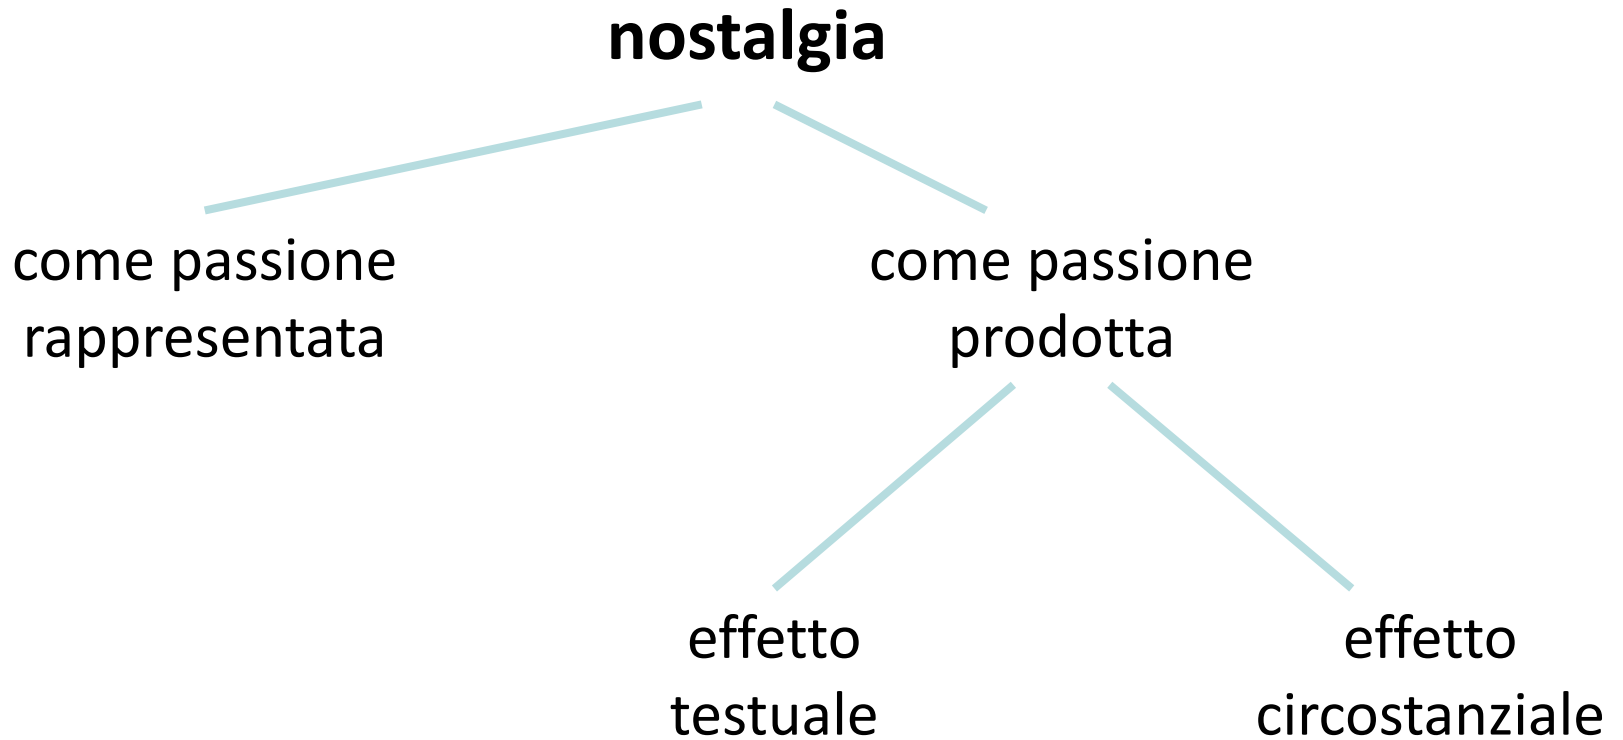 nostalgia
come passione
rappresentata
come passione
prodotta
effetto
testuale
effetto
circostanziale